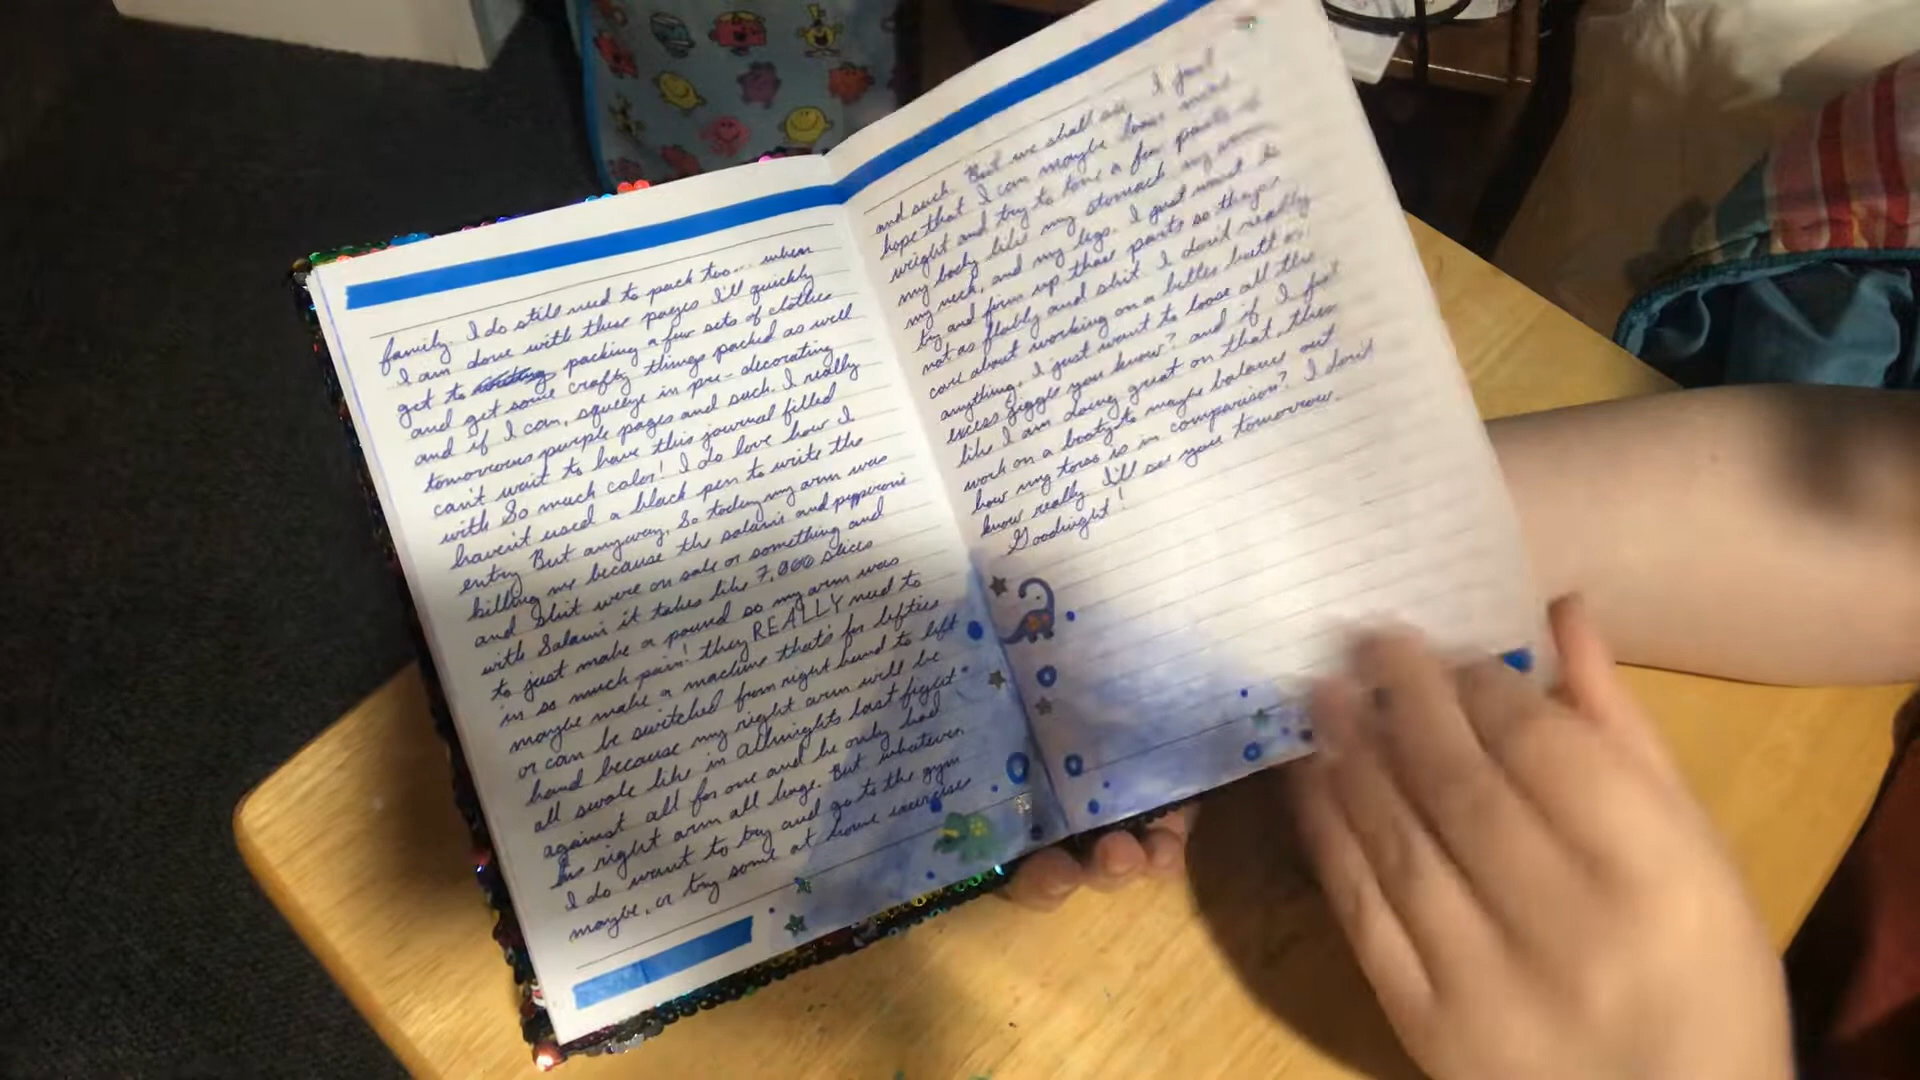 family. I do still need to pack too... when
I am done with these pages I'll quickly
get to packing a few sets of clothes
and get some crafty things packed as well
and if I can, squeeze in pre-decorating
tomorrows purple pages and such. I really
can't wait to have this journal filled
with So much color! I do love how I
haven't used a black pen to write the
entry. But anyway, So today my arm was
killing me because the salami and pepperoni
and shit were on sale or something and
with Salami it takes like 7,000 slices
to just make a pound so my arm was
in so much pain! they REALLY need to
maybe make a machine that's for lefties
or can be switched from right hand to left
hand because my right arm will be
all swole like in Allmights last fight
against all for one and he only had
his right arm all huge. But whatever.
I do want to try and go to the gym
maybe, or try some at home exercise
and such. But we shall see. I just
hope that I can maybe loose some
weight and try to tone a few parts of
my body like my stomach my arms
my neck, and my legs. I just want to
try and firm up those parts so theyre
not as flabby and shit. I don't really
care about working on a better butt or
anything. I just want to loose all this
excess jiggle you know? and if I feel
like I am doing great on that then
work on a booty to maybe balance out
how my torso is in comparison? I don't
know really. I'll see you tomorrow.
Goodnight!